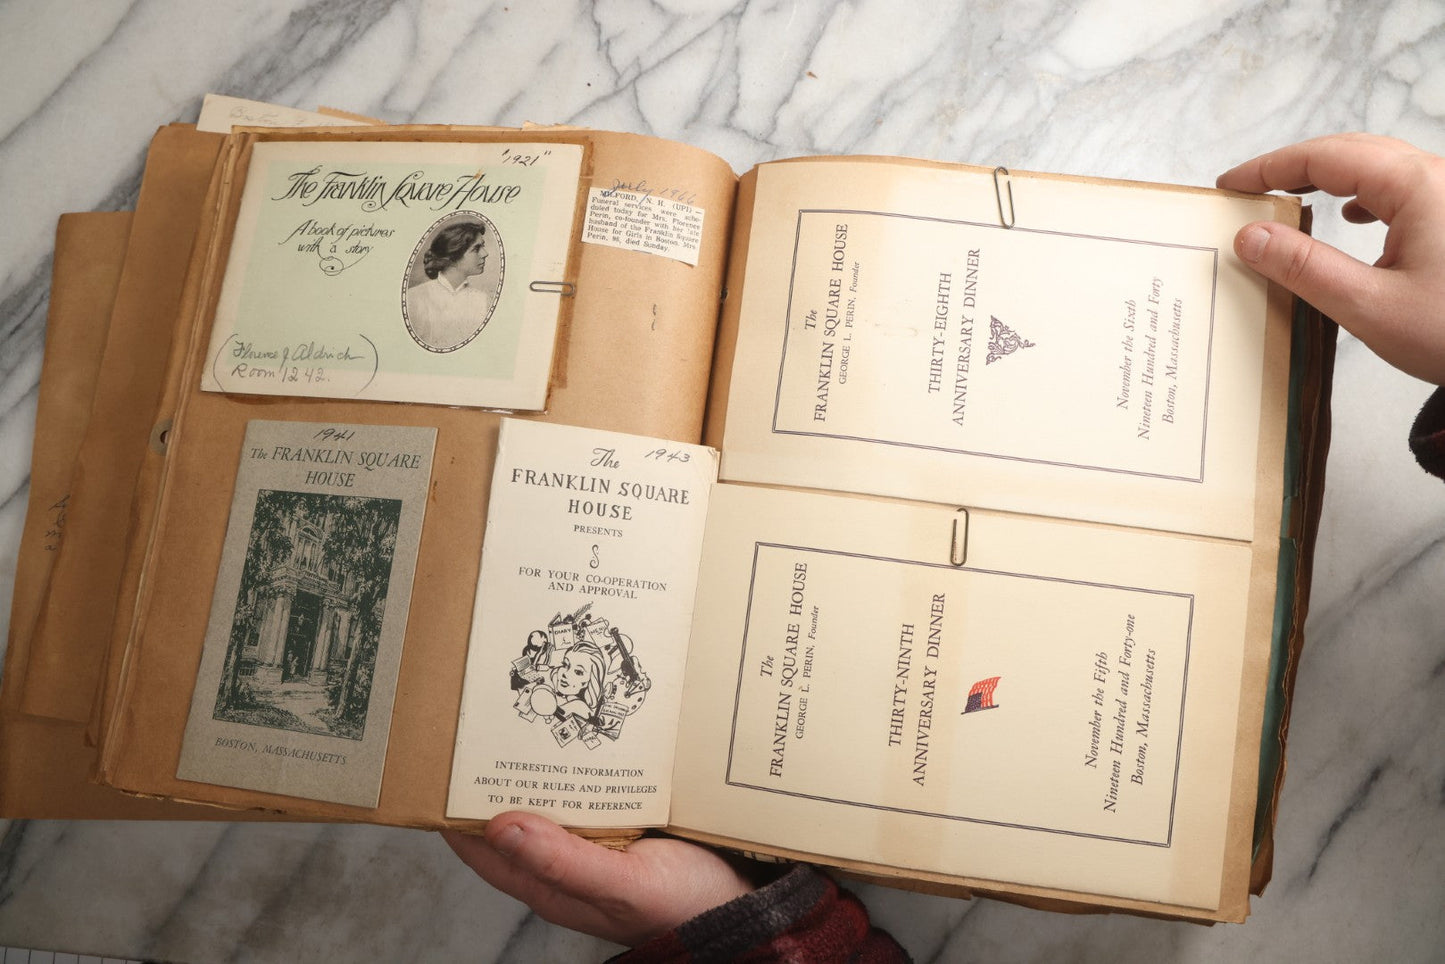 Boston
"1921"
The Franklin Square House
A book of pictures
with a story
Florence J Aldrich
Room 1242.
July 1966
MILFORD, N. H. (UPI) —
Funeral services were sche-
duled today for Mrs. Florence
Perin, co-founder with her late
husband of the Franklin Square
House for Girls in Boston. Mrs.
Perin, 96, died Sunday.
1941
The FRANKLIN SQUARE
HOUSE
BOSTON, MASSACHUSETTS
1943
The
FRANKLIN SQUARE
HOUSE
PRESENTS
FOR YOUR CO-OPERATION
AND APPROVAL
DIARY
INTERESTING INFORMATION
ABOUT OUR RULES AND PRIVILEGES
TO BE KEPT FOR REFERENCE
The
FRANKLIN SQUARE HOUSE
GEORGE L. PERIN, Founder
THIRTY-EIGHTH
ANNIVERSARY DINNER
November the Sixth
Nineteen Hundred and Forty
Boston, Massachusetts
The
FRANKLIN SQUARE HOUSE
GEORGE L. PERIN, Founder
THIRTY-NINTH
ANNIVERSARY DINNER
November the Fifth
Nineteen Hundred and Forty-one
Boston, Massachusetts